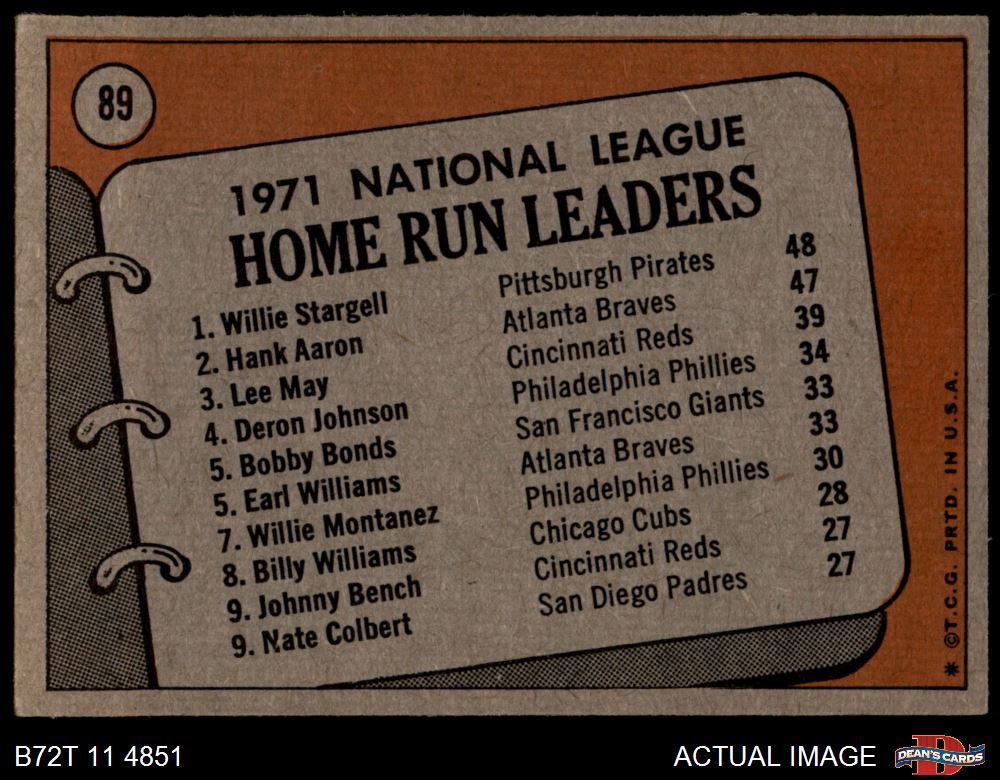 89
1971 NATIONAL LEAGUE
HOME RUN LEADERS
1. Willie Stargell Pittsburgh Pirates 48
2. Hank Aaron Atlanta Braves 47
3. Lee May Cincinnati Reds 39
4. Deron Johnson Philadelphia Phillies 34
5. Bobby Bonds San Francisco Giants 33
5. Earl Williams Atlanta Braves 33
7. Willie Montanez Philadelphia Phillies 30
8. Billy Williams Chicago Cubs 28
9. Johnny Bench Cincinnati Reds 27
9. Nate Colbert San Diego Padres 27
* ©T.C.G. PRTD. IN U.S.A.
B72T 11 4851
ACTUAL IMAGE
DEAN'S CARDS